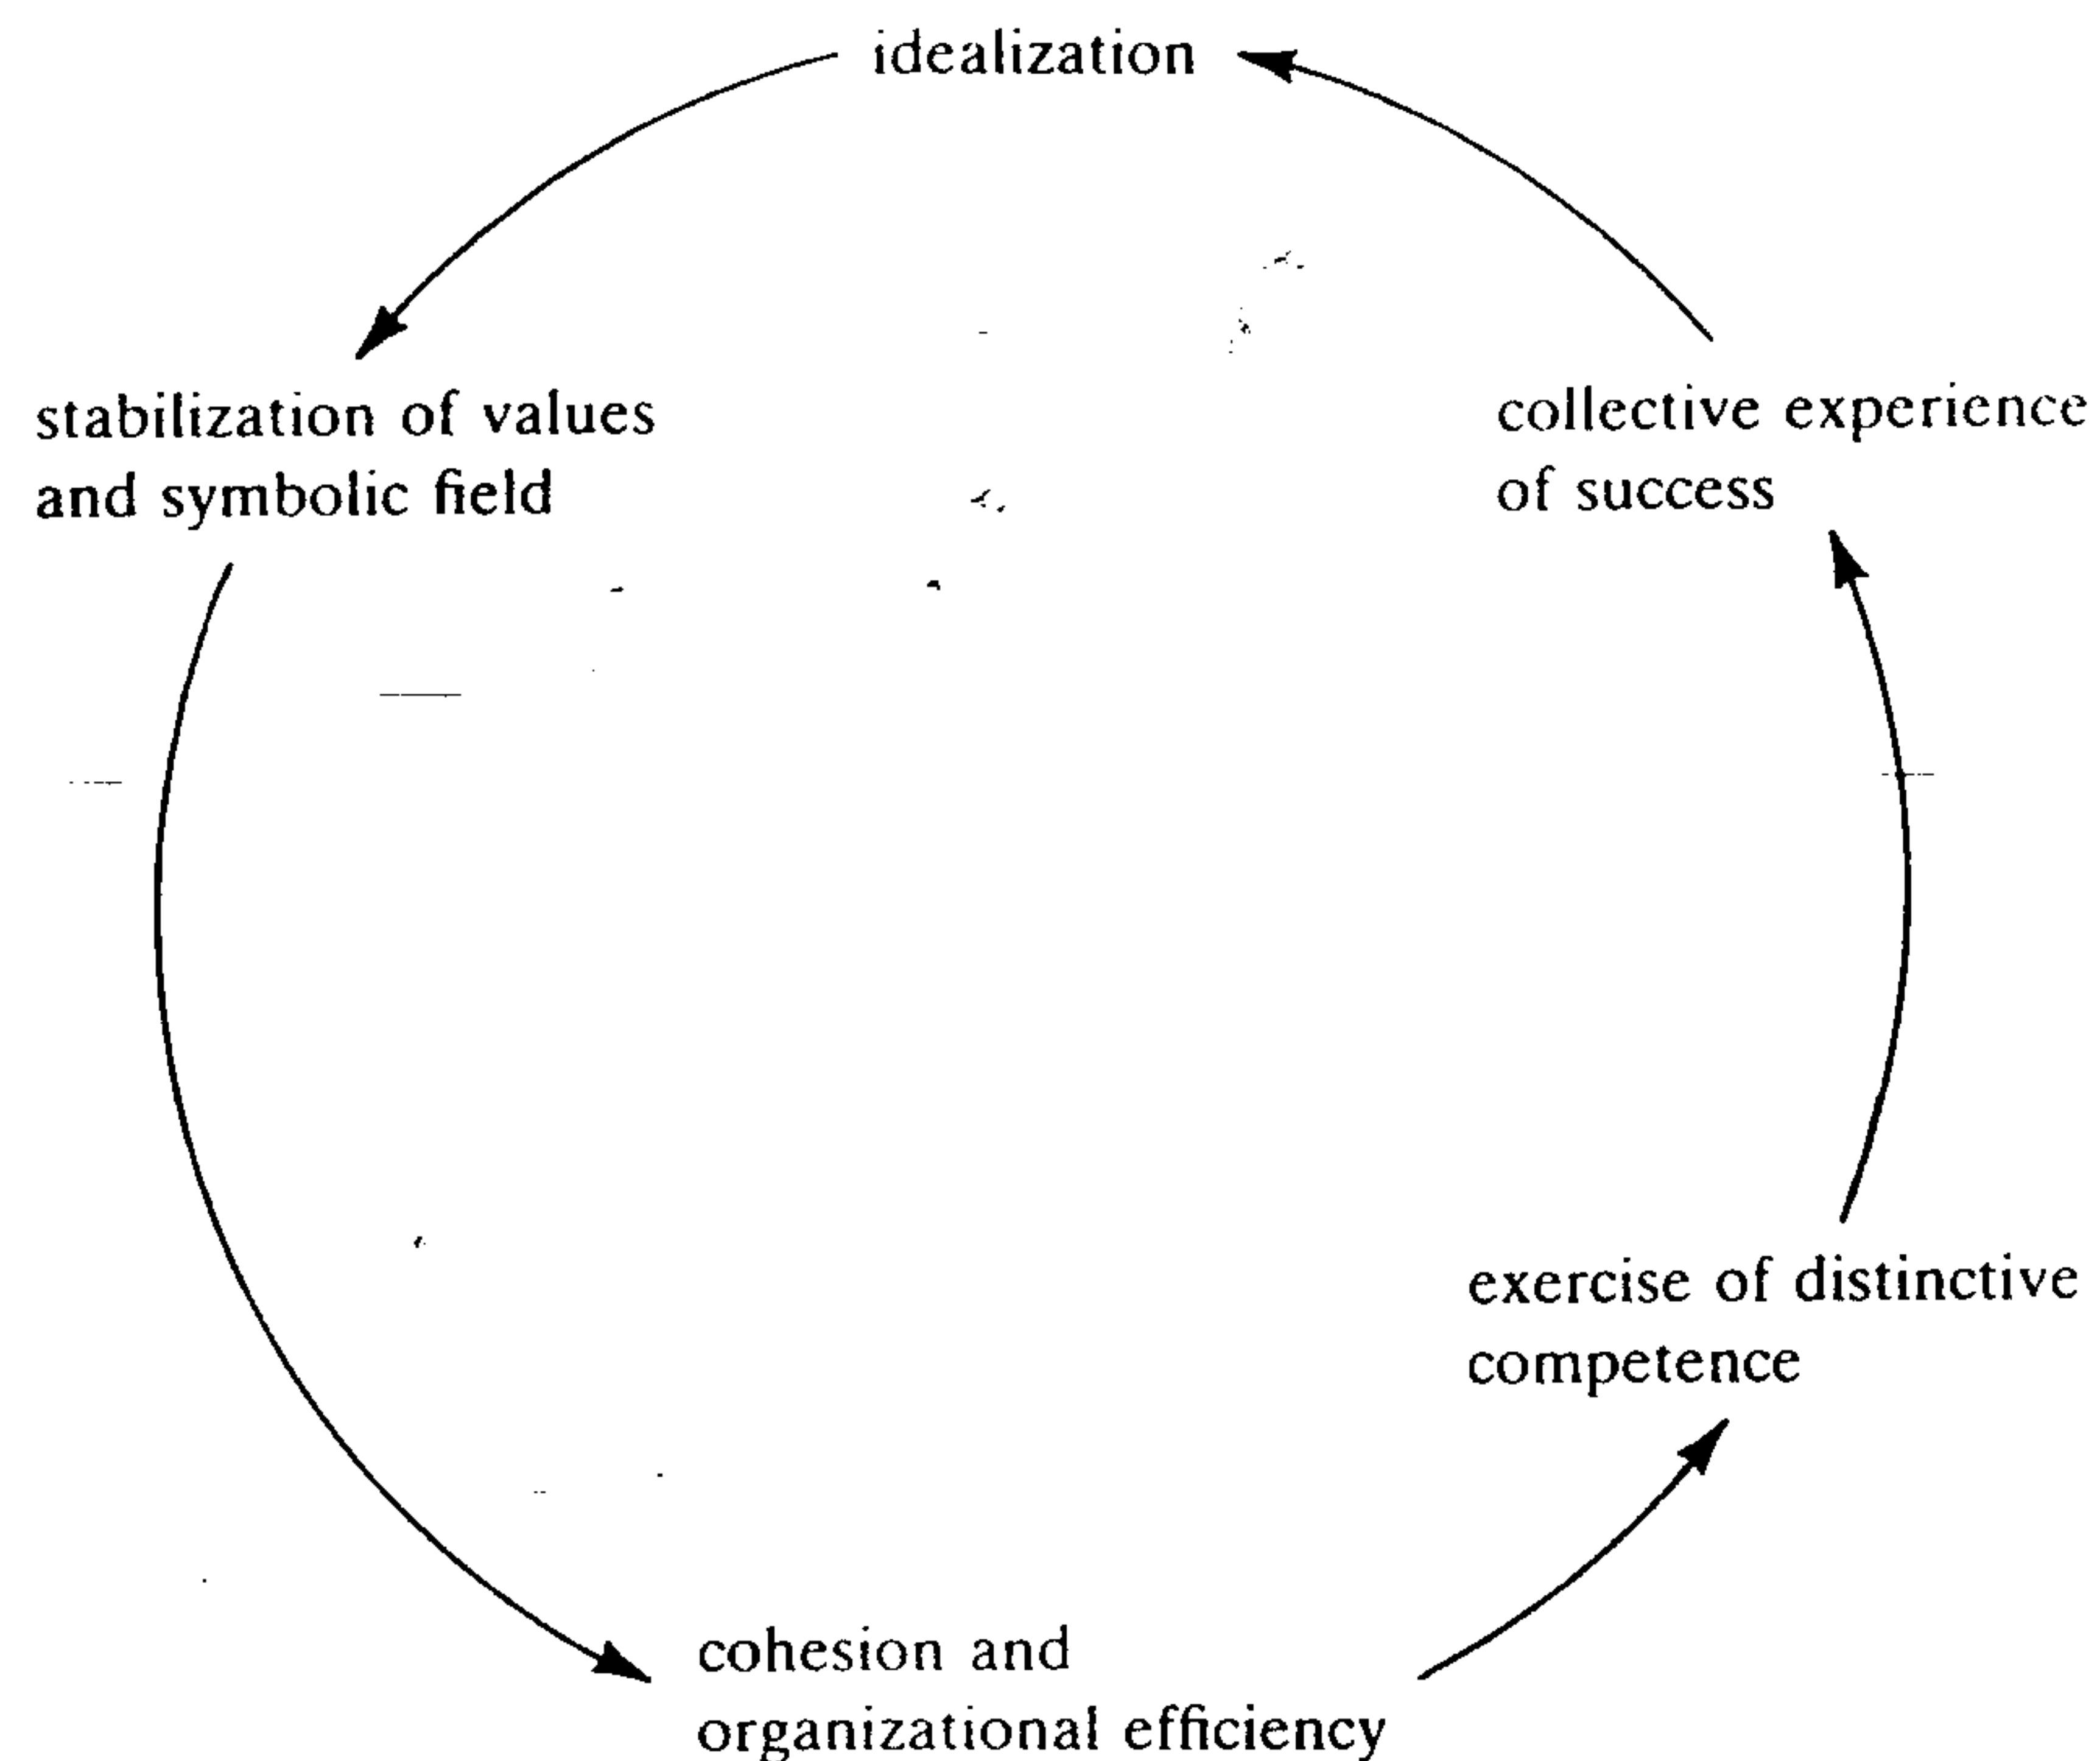 idealization
stabilization of values
and symbolic field
collective experience
of success
exercise of distinctive
competence
cohesion and
organizational efficiency